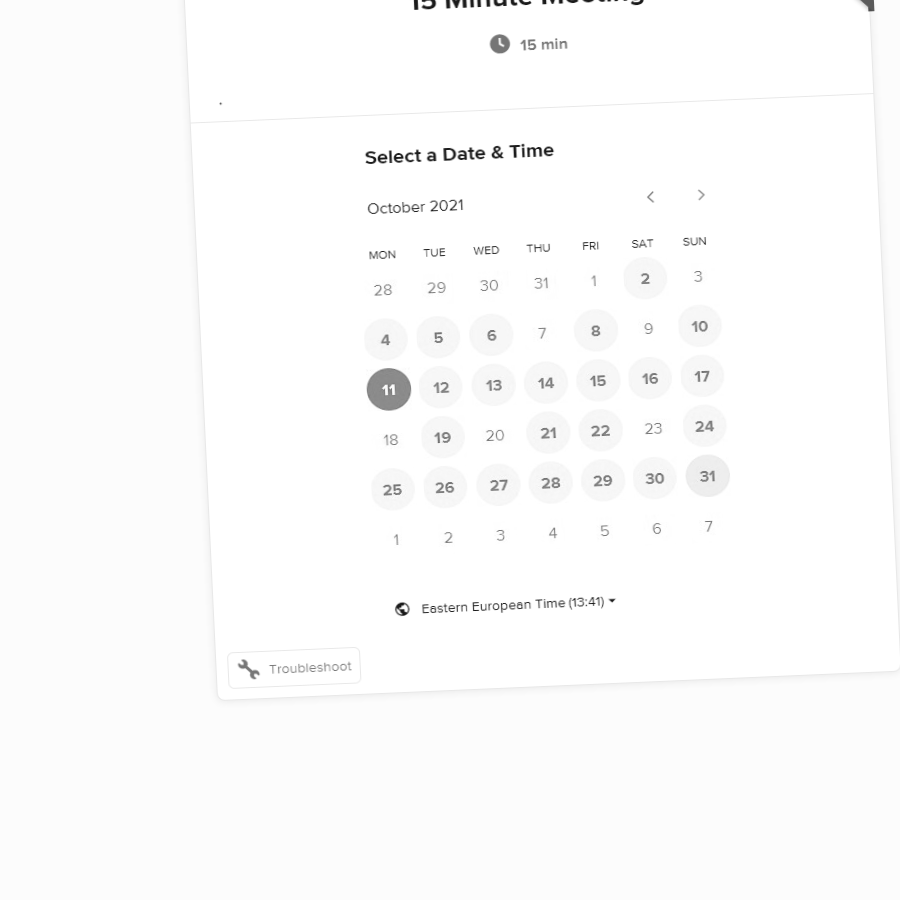 15 Minute Meeting
15 min
.
Select a Date & Time
October 2021
MON TUE WED THU FRI SAT SUN
28 29 30 31 1 2 3
4 5 6 7 8 9 10
11 12 13 14 15 16 17
18 19 20 21 22 23 24
25 26 27 28 29 30 31
1 2 3 4 5 6 7
Eastern European Time (13:41)
Troubleshoot